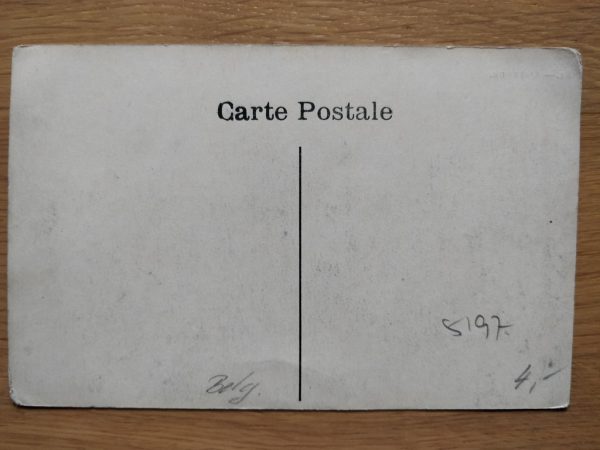 Carte Postale
5197.
Belg.
4,-